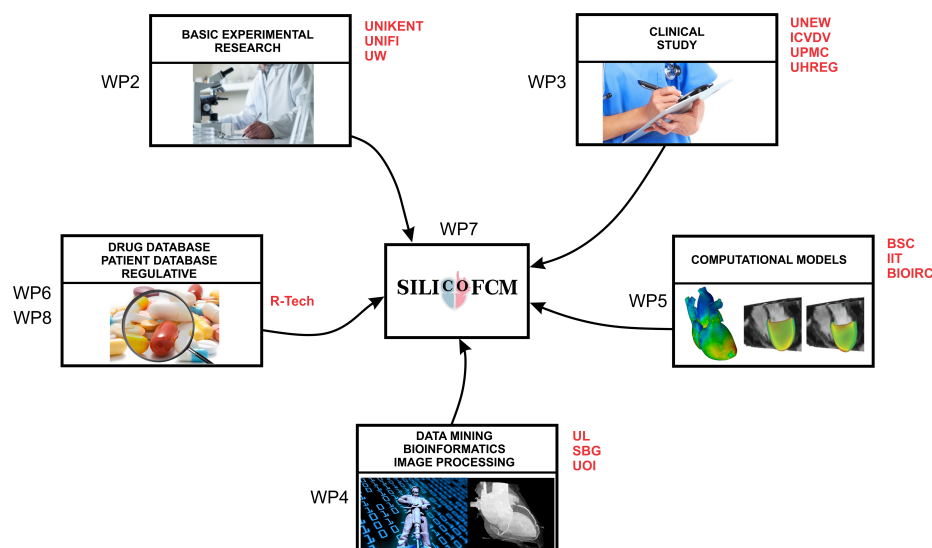 BASIC EXPERIMENTAL
RESEARCH
UNIKENT
UNIFI
UW
WP2
CLINICAL
STUDY
UNEW
ICVDV
UPMC
UHREG
WP3
WP7
SILICOFCM
DRUG DATABASE
PATIENT DATABASE
REGULATIVE
WP6
WP8
R-Tech
COMPUTATIONAL MODELS
BSC
IIT
BIOIRC
WP5
DATA MINING
BIOINFORMATICS
IMAGE PROCESSING
UL
SBG
UOI
WP4